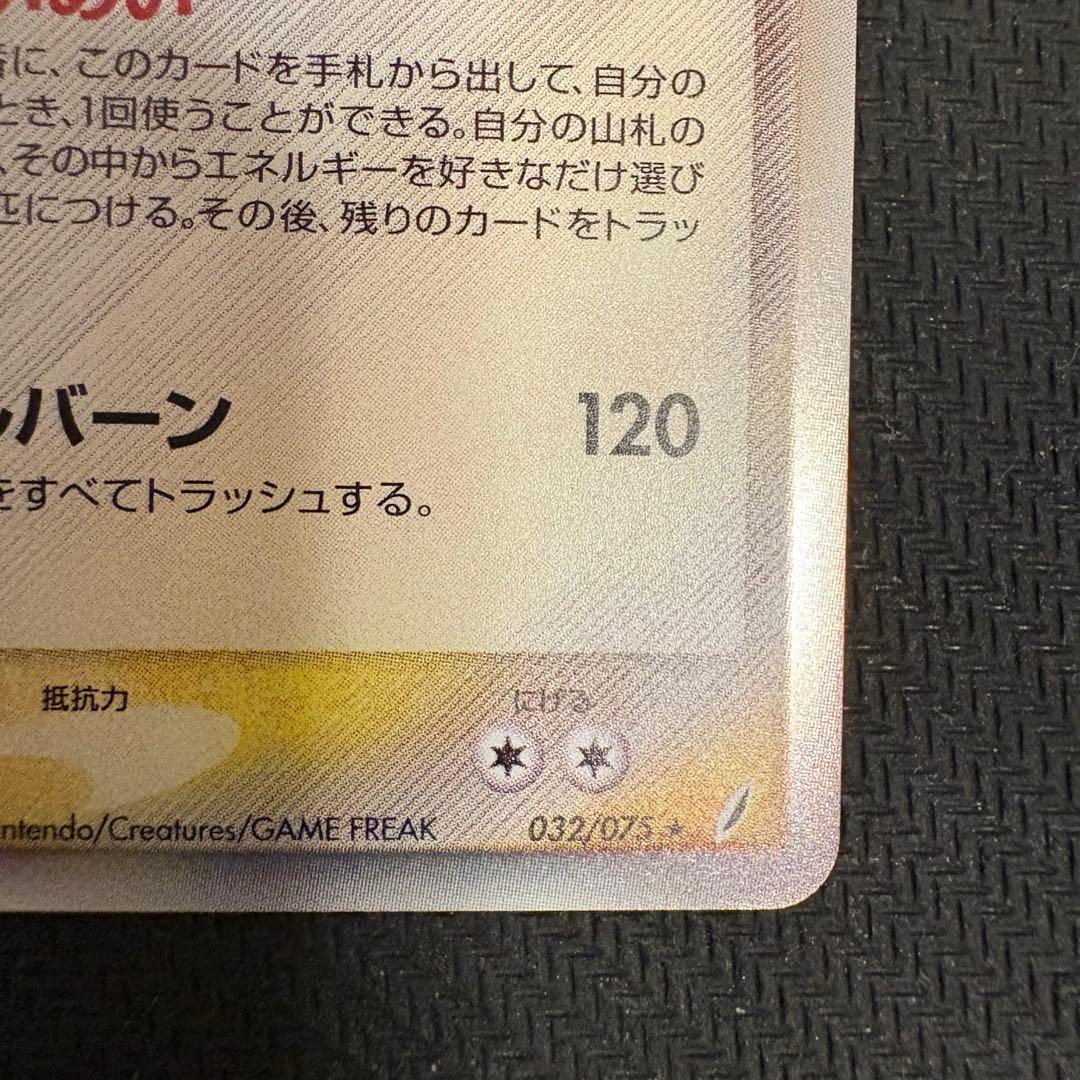 に、このカードを手札から出して、自分の
とき、1回使うことができる。自分の山札の
、その中からエネルギーを好きなだけ選び
匹につける。その後、残りのカードをトラッ
バーン 120
をすべてトラッシュする。
抵抗力 にげる
ntendo/Creatures/GAME FREAK 032/075 ★